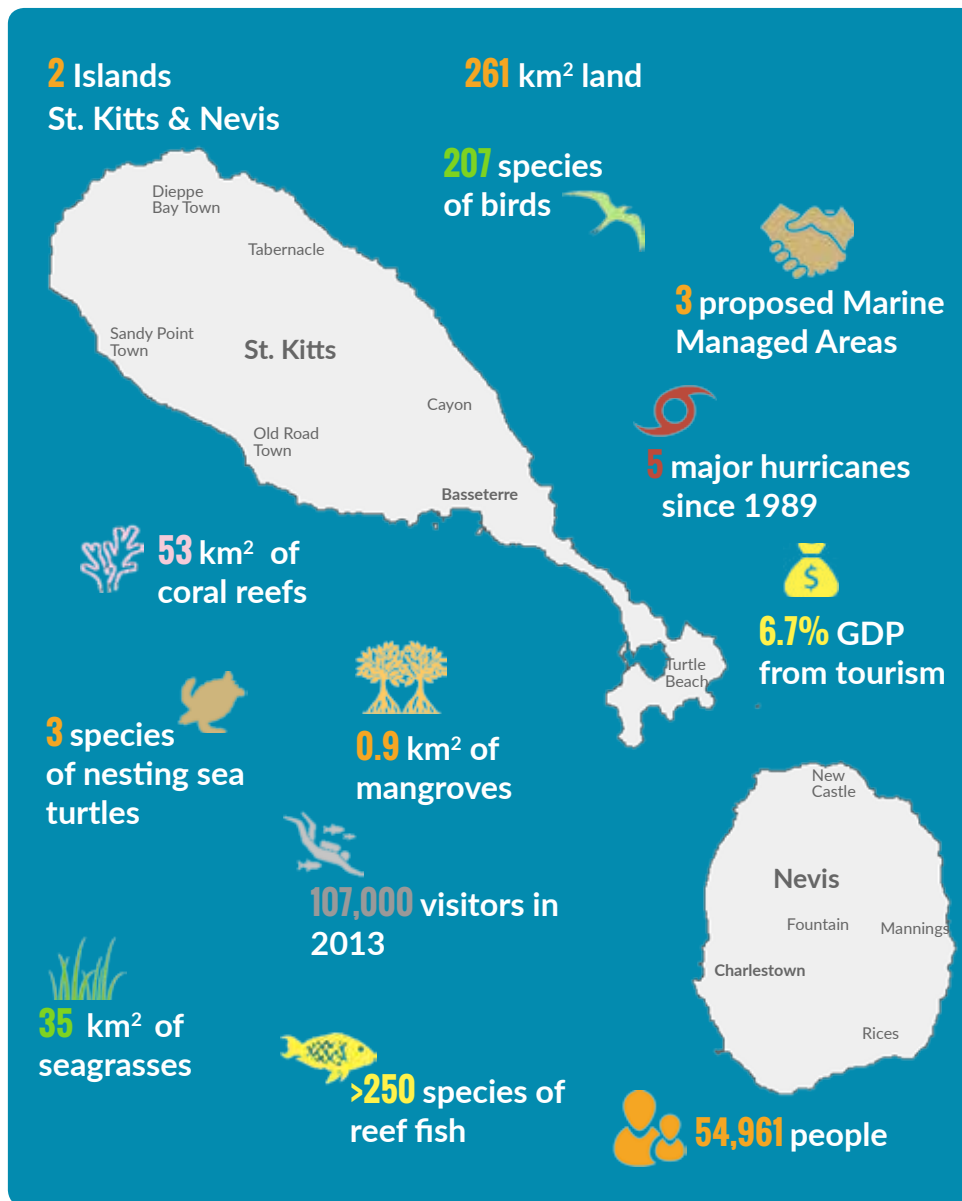 2 Islands
St. Kitts & Nevis
261 km² land
207 species
of birds
Dieppe
Bay Town
Tabernacle
3 proposed Marine
Managed Areas
Sandy Point
Town
St. Kitts
Cayon
Old Road
Town
5 major hurricanes
since 1989
Basseterre
53 km² of
coral reefs
6.7% GDP
from tourism
Turtle
Beach
3 species
of nesting sea
turtles
0.9 km² of
mangroves
New
Castle
107,000 visitors in
2013
Nevis
Fountain
Mannings
Charlestown
35 km² of
seagrasses
Rices
>250 species of
reef fish
54,961 people
$